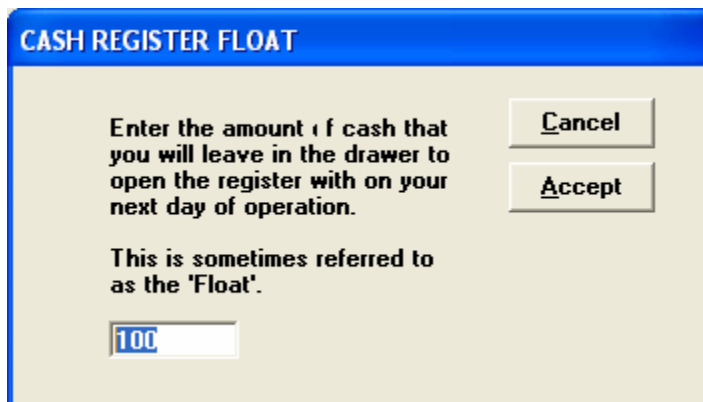 CASH REGISTER FLOAT
Enter the amount of cash that
you will leave in the drawer to
open the register with on your
next day of operation.
This is sometimes referred to
as the 'Float'.
100
Cancel
Accept